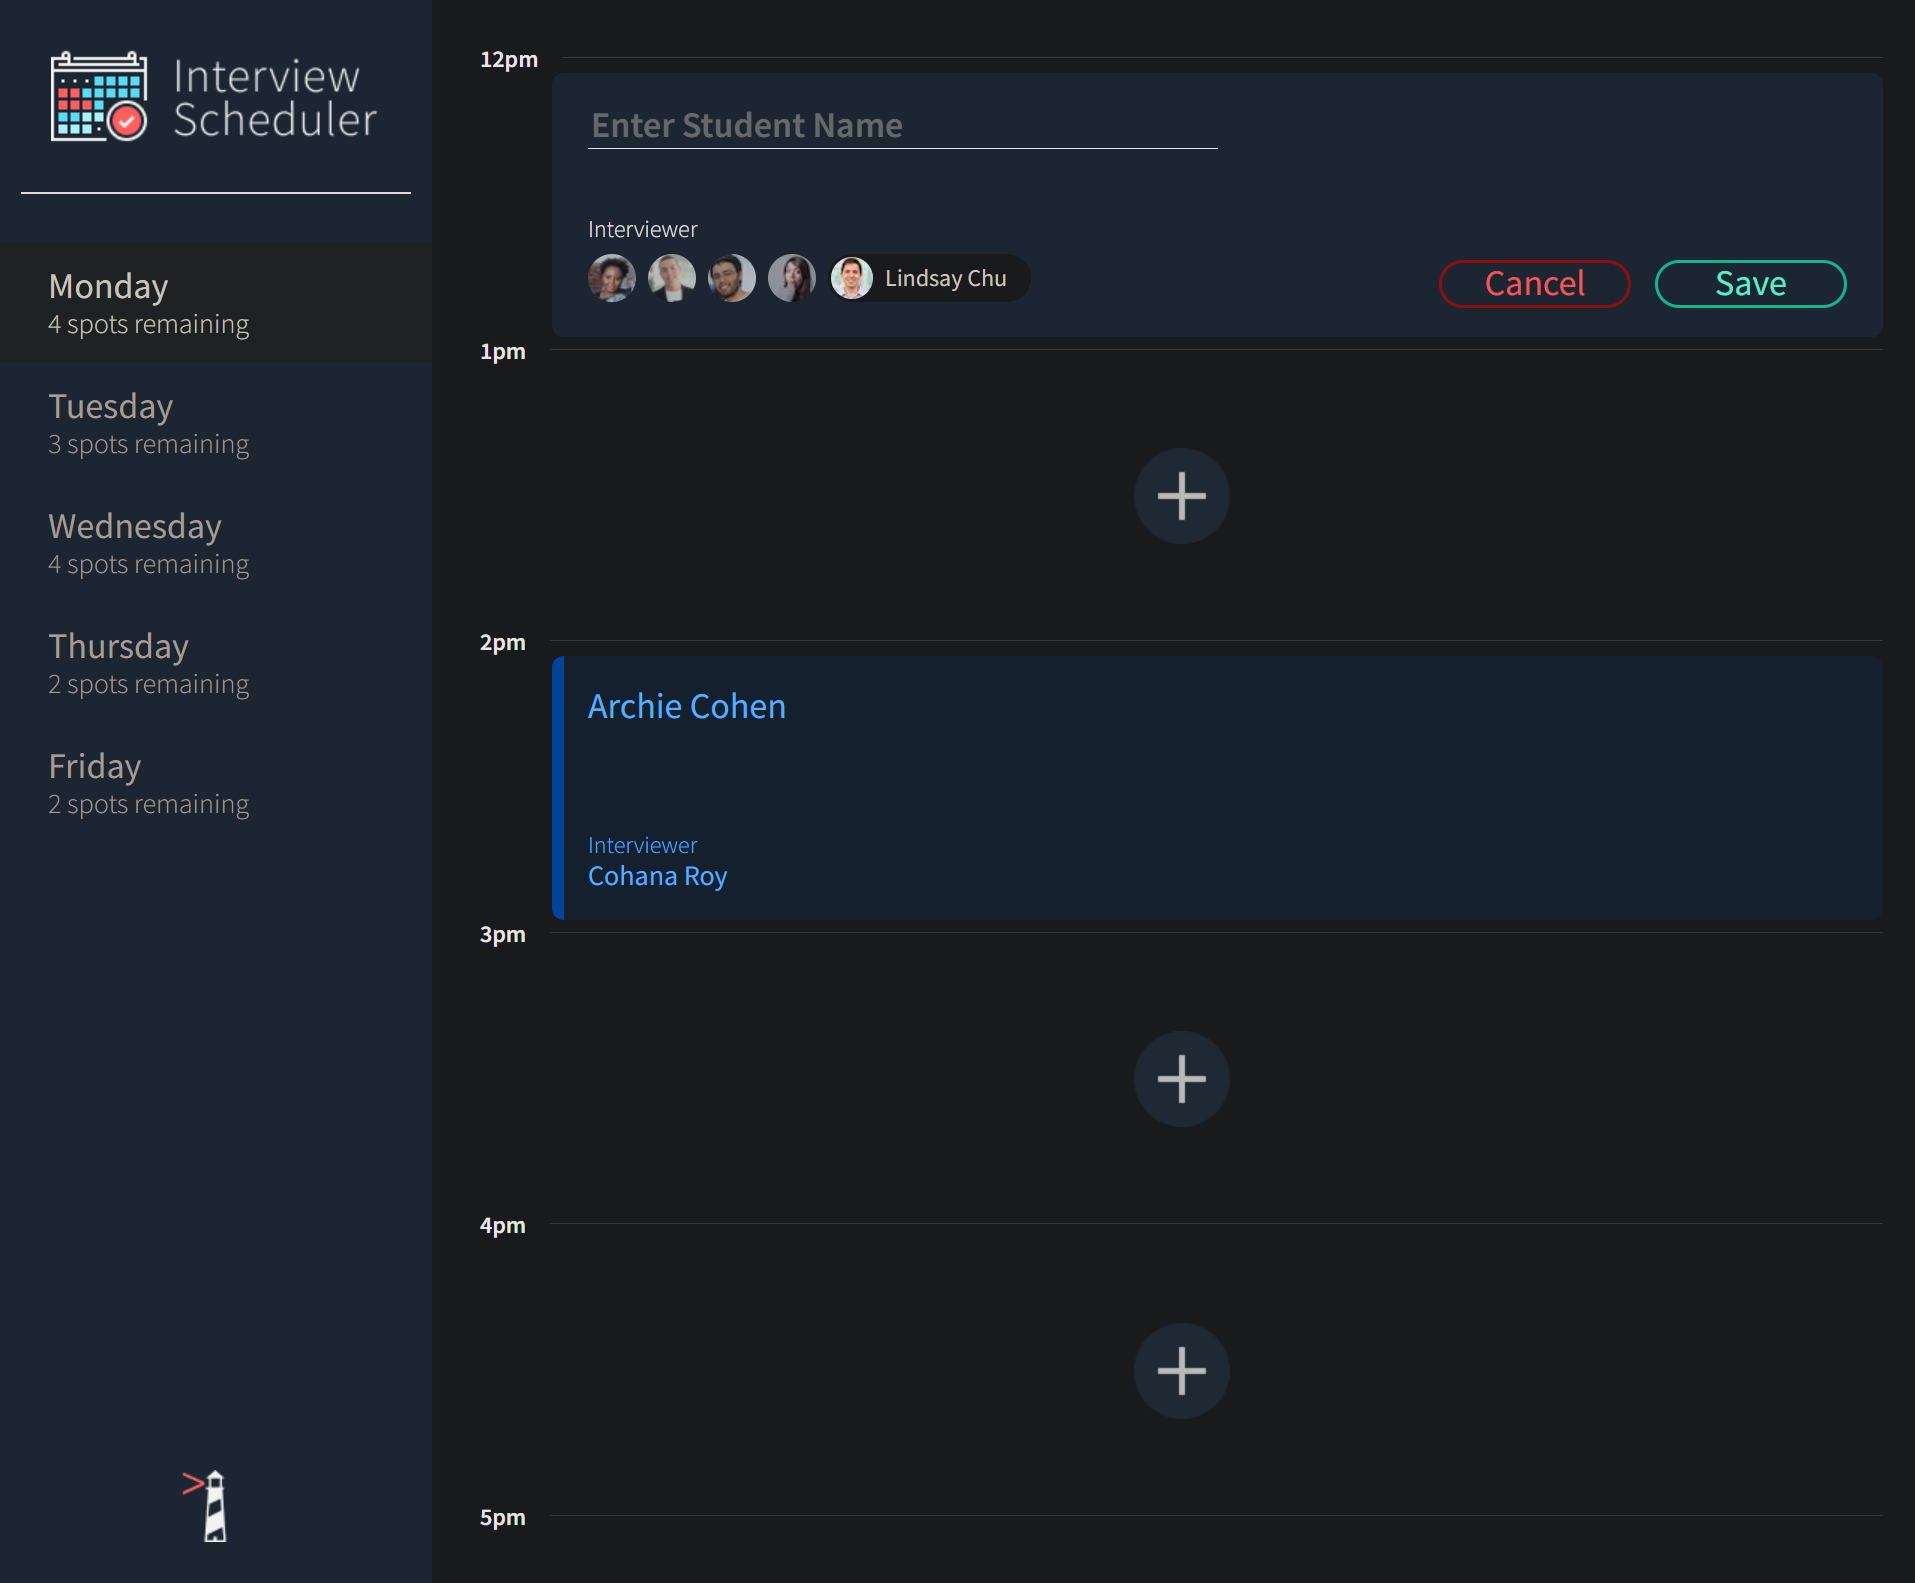 Interview
Scheduler
Monday
4 spots remaining
Tuesday
3 spots remaining
Wednesday
4 spots remaining
Thursday
2 spots remaining
Friday
2 spots remaining
12pm
Enter Student Name
Interviewer
Lindsay Chu
Cancel
Save
1pm
2pm
Archie Cohen
Interviewer
Cohana Roy
3pm
4pm
5pm